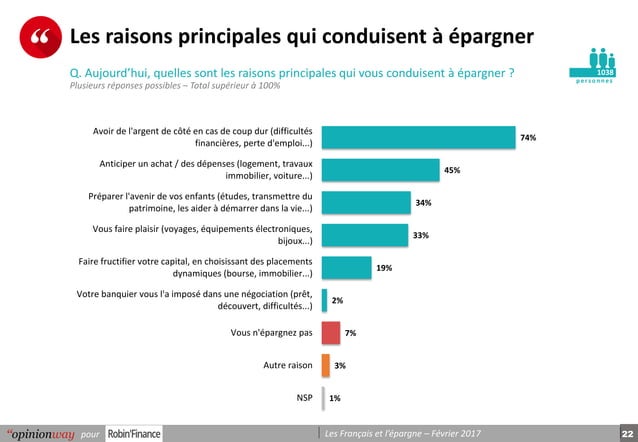 Les raisons principales qui conduisent à épargner
Q. Aujourd'hui, quelles sont les raisons principales qui vous conduisent à épargner ?
Plusieurs réponses possibles – Total supérieur à 100%
1038
personnes
Avoir de l'argent de côté en cas de coup dur (difficultés
financières, perte d'emploi...)
74%
Anticiper un achat / des dépenses (logement, travaux
immobilier, voiture...)
45%
Préparer l'avenir de vos enfants (études, transmettre du
patrimoine, les aider à démarrer dans la vie...)
34%
Vous faire plaisir (voyages, équipements électroniques,
bijoux...)
33%
Faire fructifier votre capital, en choisissant des placements
dynamiques (bourse, immobilier...)
19%
Votre banquier vous l'a imposé dans une négociation (prêt,
découvert, difficultés...)
2%
Vous n'épargnez pas
7%
Autre raison
3%
NSP
1%
“opinionway pour Robin'Finance
Les Français et l'épargne – Février 2017
22